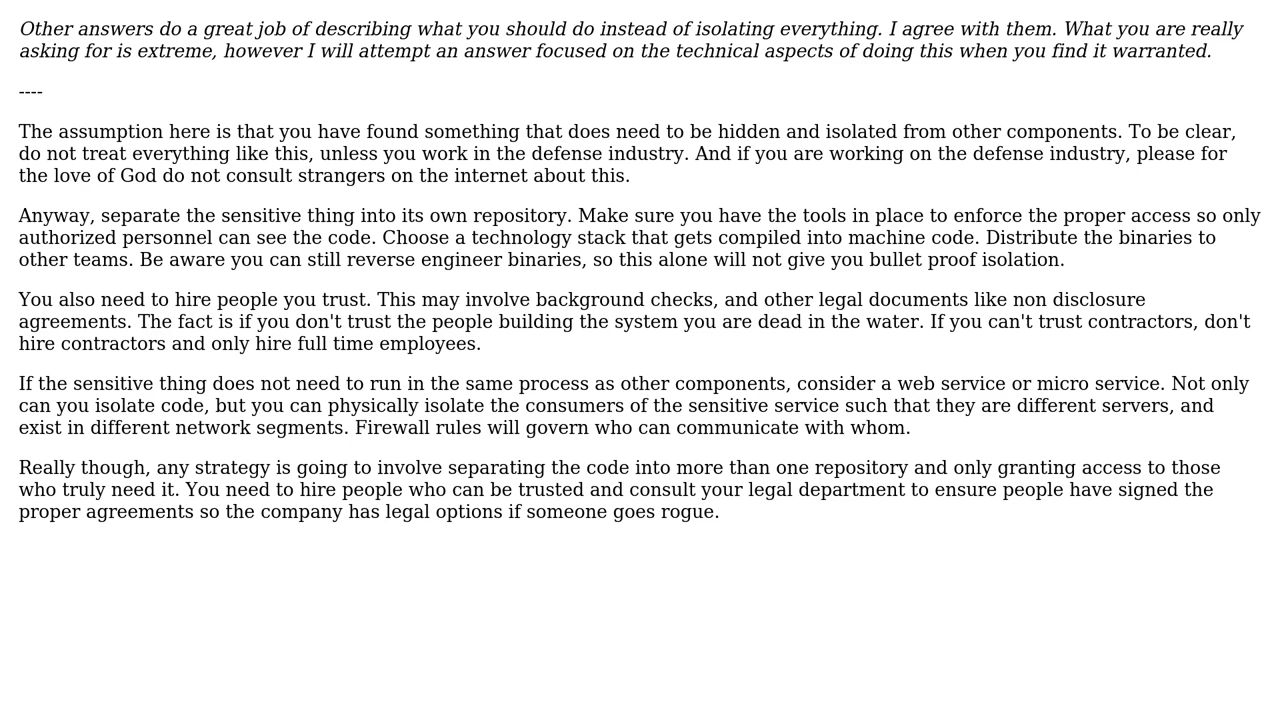 Other answers do a great job of describing what you should do instead of isolating everything. I agree with them. What you are really
asking for is extreme, however I will attempt an answer focused on the technical aspects of doing this when you find it warranted.
----
The assumption here is that you have found something that does need to be hidden and isolated from other components. To be clear,
do not treat everything like this, unless you work in the defense industry. And if you are working on the defense industry, please for
the love of God do not consult strangers on the internet about this.
Anyway, separate the sensitive thing into its own repository. Make sure you have the tools in place to enforce the proper access so only
authorized personnel can see the code. Choose a technology stack that gets compiled into machine code. Distribute the binaries to
other teams. Be aware you can still reverse engineer binaries, so this alone will not give you bullet proof isolation.
You also need to hire people you trust. This may involve background checks, and other legal documents like non disclosure
agreements. The fact is if you don't trust the people building the system you are dead in the water. If you can't trust contractors, don't
hire contractors and only hire full time employees.
If the sensitive thing does not need to run in the same process as other components, consider a web service or micro service. Not only
can you isolate code, but you can physically isolate the consumers of the sensitive service such that they are different servers, and
exist in different network segments. Firewall rules will govern who can communicate with whom.
Really though, any strategy is going to involve separating the code into more than one repository and only granting access to those
who truly need it. You need to hire people who can be trusted and consult your legal department to ensure people have signed the
proper agreements so the company has legal options if someone goes rogue.